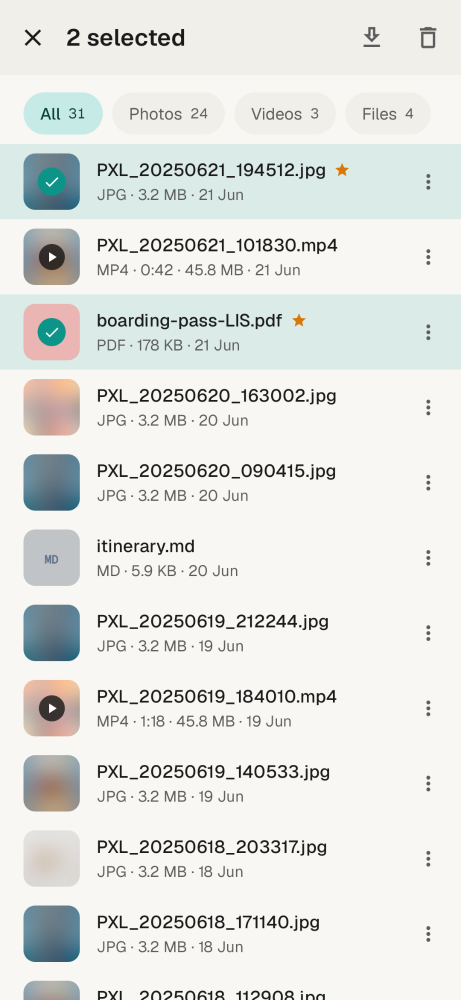 2 selected
All 31 Photos 24 Videos 3 Files 4
PXL_20250621_194512.jpg
JPG · 3.2 MB · 21 Jun
PXL_20250621_101830.mp4
MP4 · 0:42 · 45.8 MB · 21 Jun
boarding-pass-LIS.pdf
PDF · 178 KB · 21 Jun
PXL_20250620_163002.jpg
JPG · 3.2 MB · 20 Jun
PXL_20250620_090415.jpg
JPG · 3.2 MB · 20 Jun
MD
itinerary.md
MD · 5.9 KB · 20 Jun
PXL_20250619_212244.jpg
JPG · 3.2 MB · 19 Jun
PXL_20250619_184010.mp4
MP4 · 1:18 · 45.8 MB · 19 Jun
PXL_20250619_140533.jpg
JPG · 3.2 MB · 19 Jun
PXL_20250618_203317.jpg
JPG · 3.2 MB · 18 Jun
PXL_20250618_171140.jpg
JPG · 3.2 MB · 18 Jun
PXL_20250618_112908.jpg